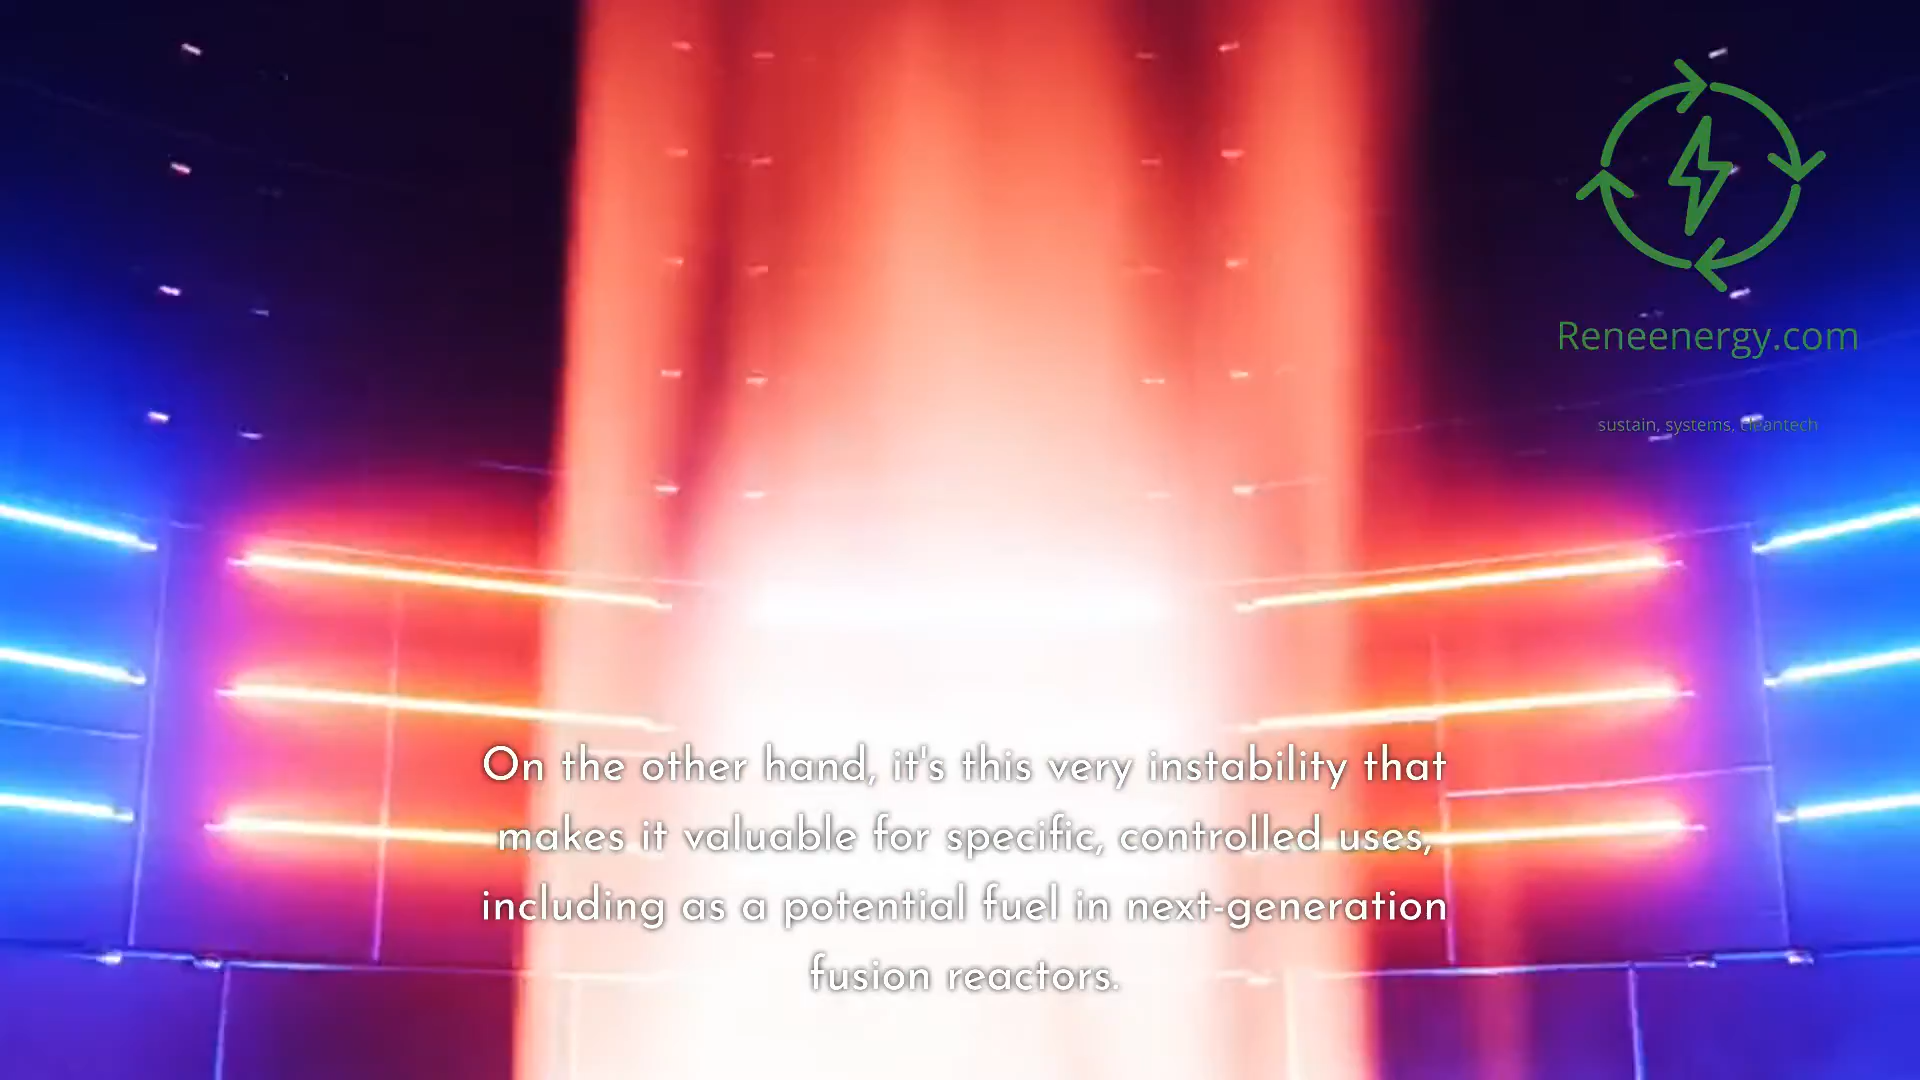 Reneenergy.com
sustain, systems, cleantech
On the other hand, it's this very instability that
makes it valuable for specific, controlled uses,
including as a potential fuel in next-generation
fusion reactors.